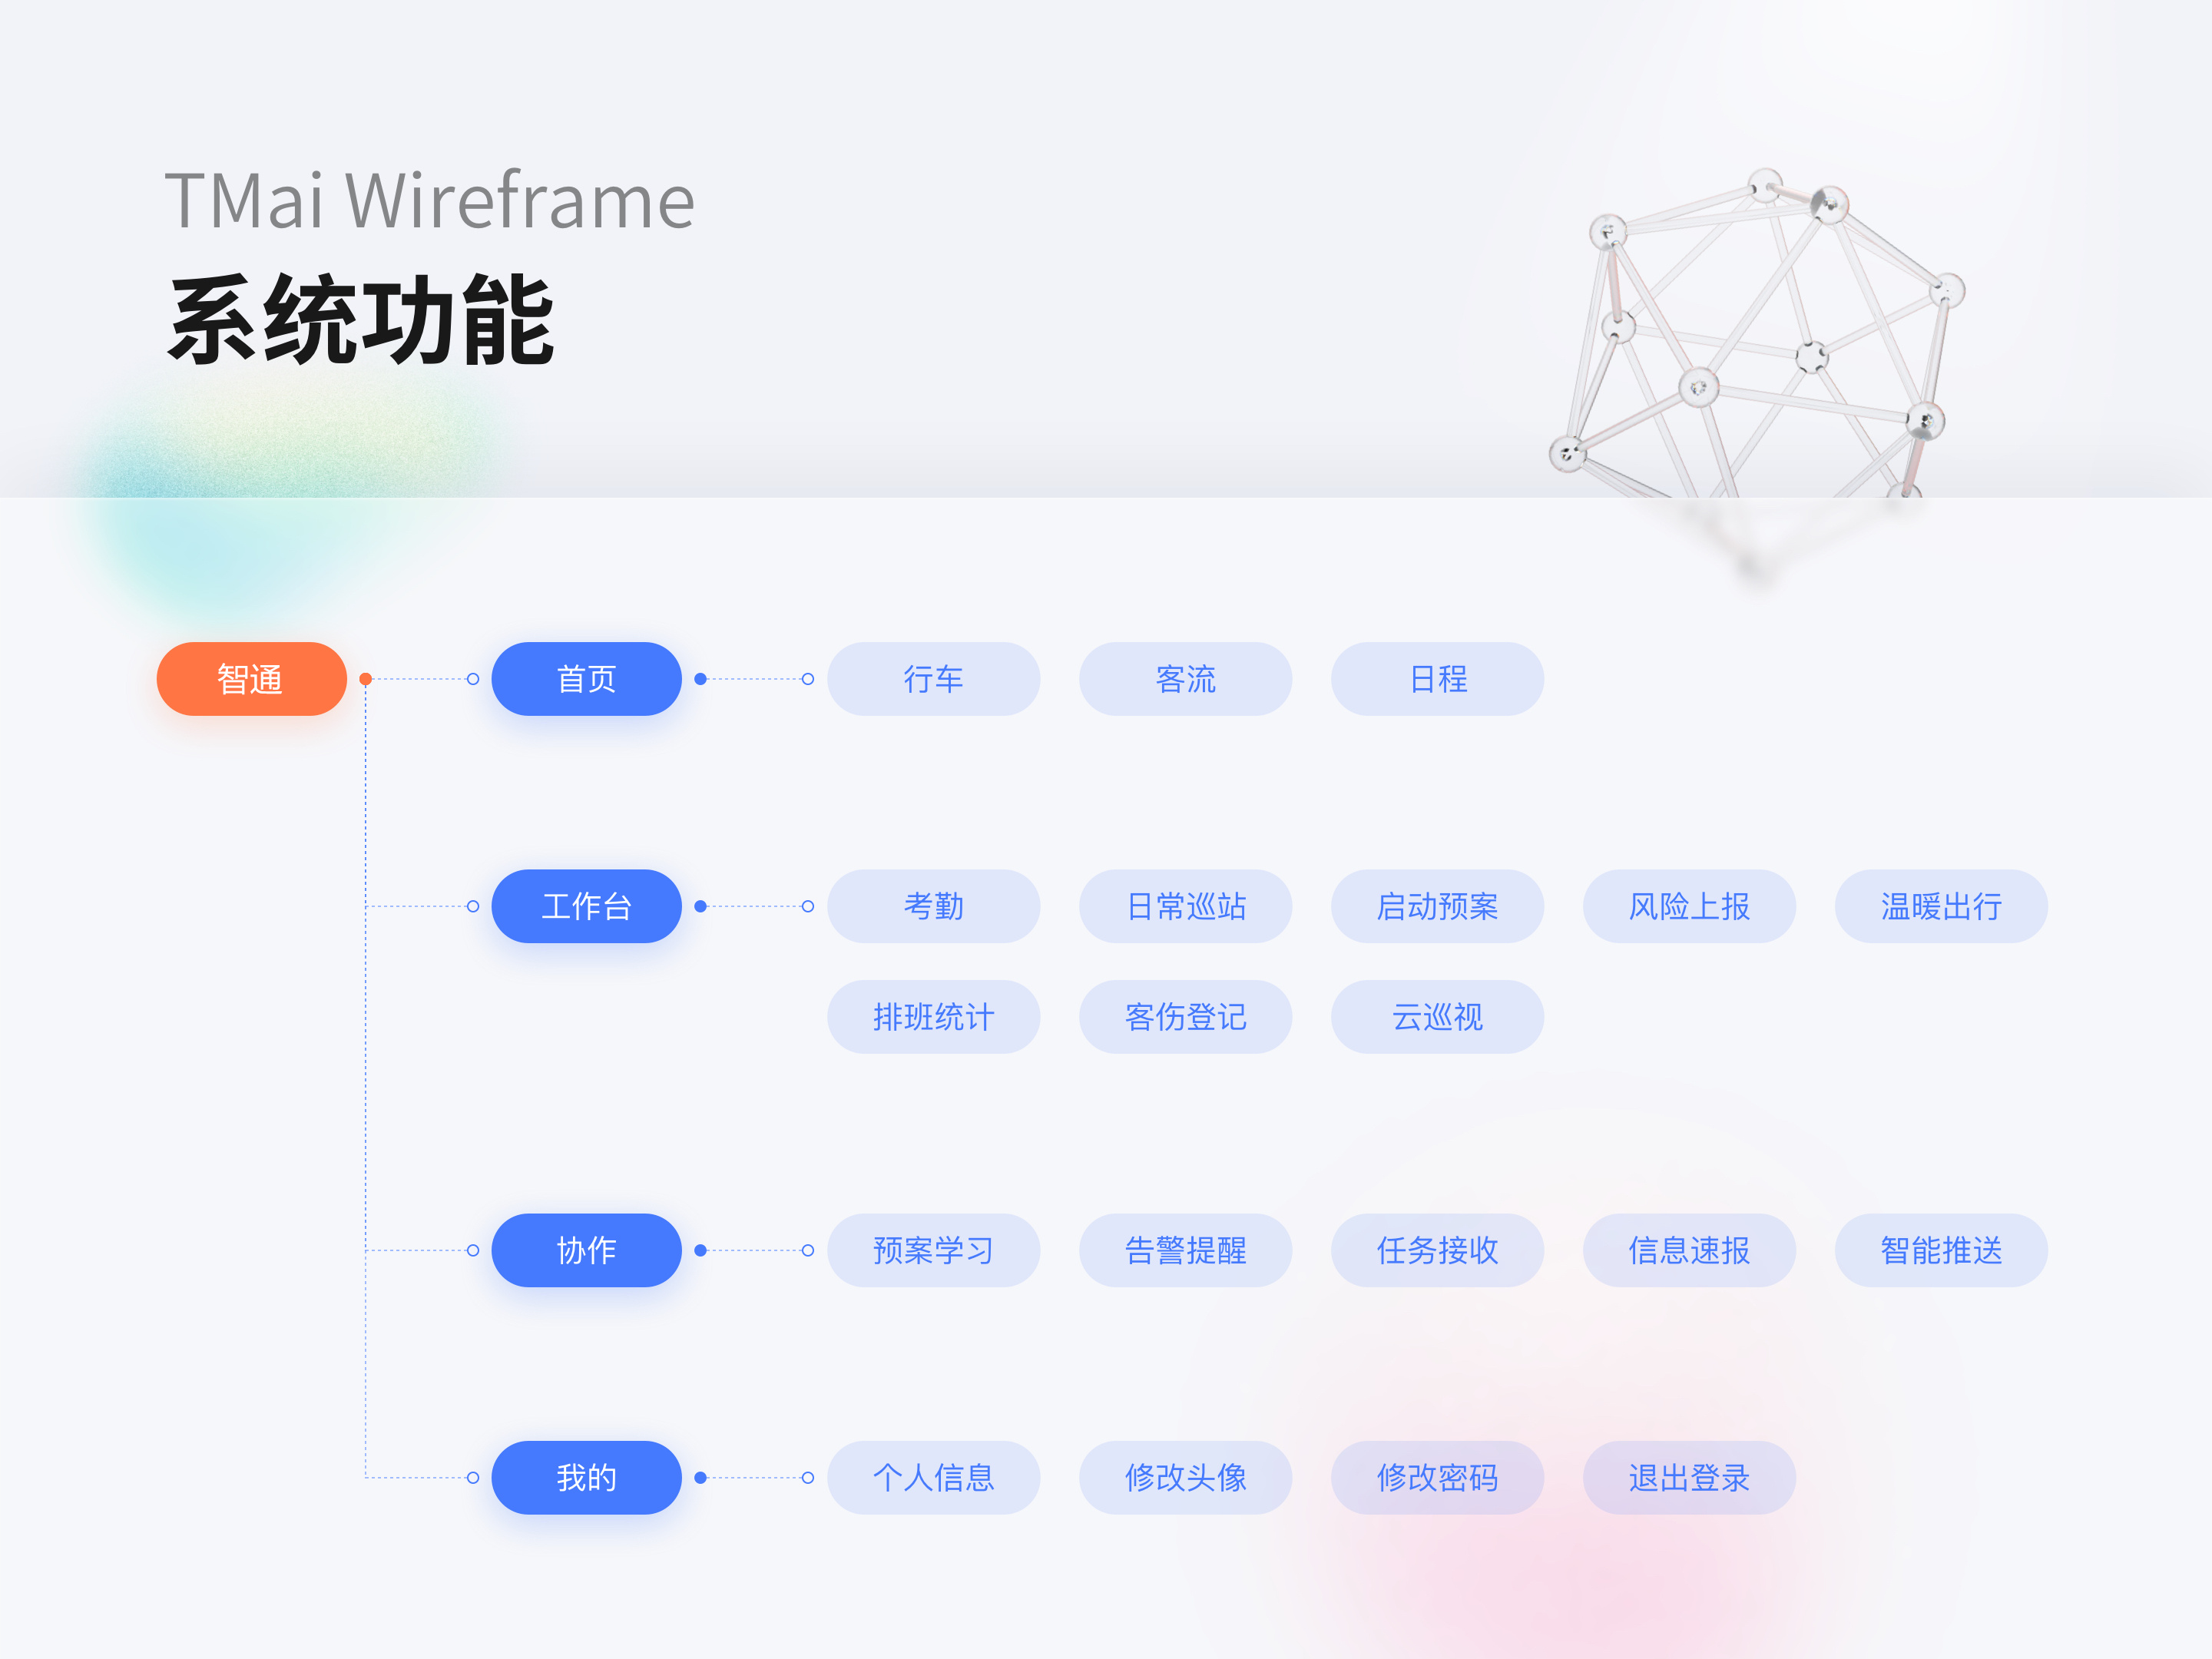 TMai Wireframe
系统功能
智通
首页
行车
客流
日程
工作台
考勤
日常巡站
启动预案
风险上报
温暖出行
排班统计
客伤登记
云巡视
协作
预案学习
告警提醒
任务接收
信息速报
智能推送
我的
个人信息
修改头像
修改密码
退出登录